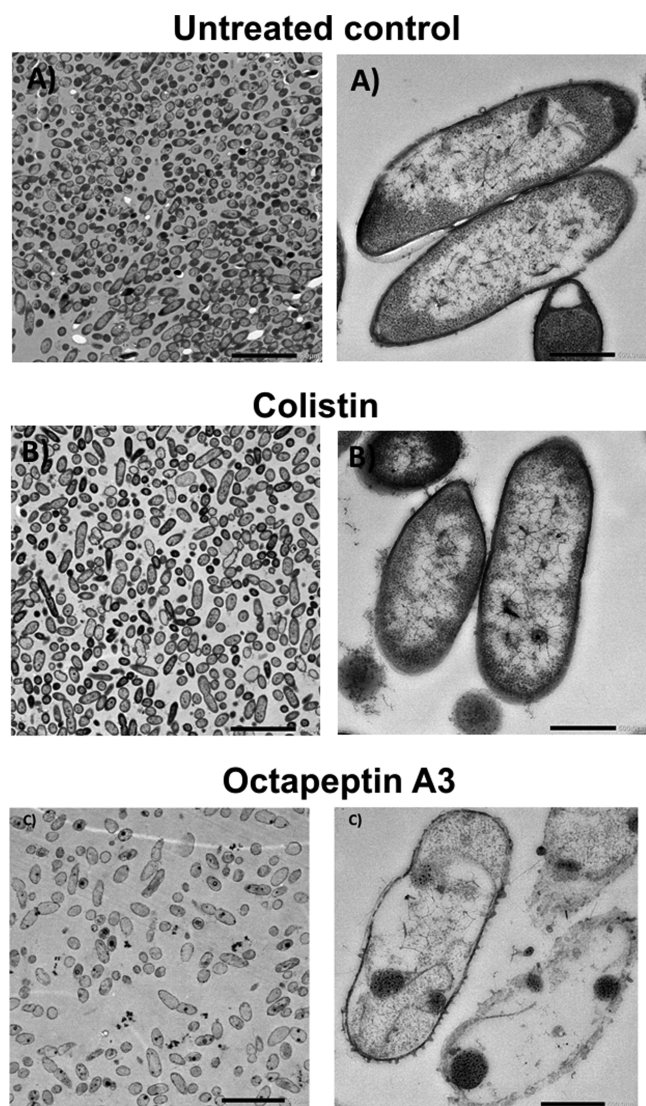 Untreated control
A)
A)
Colistin
B)
B)
Octapeptin A3
C)
C)